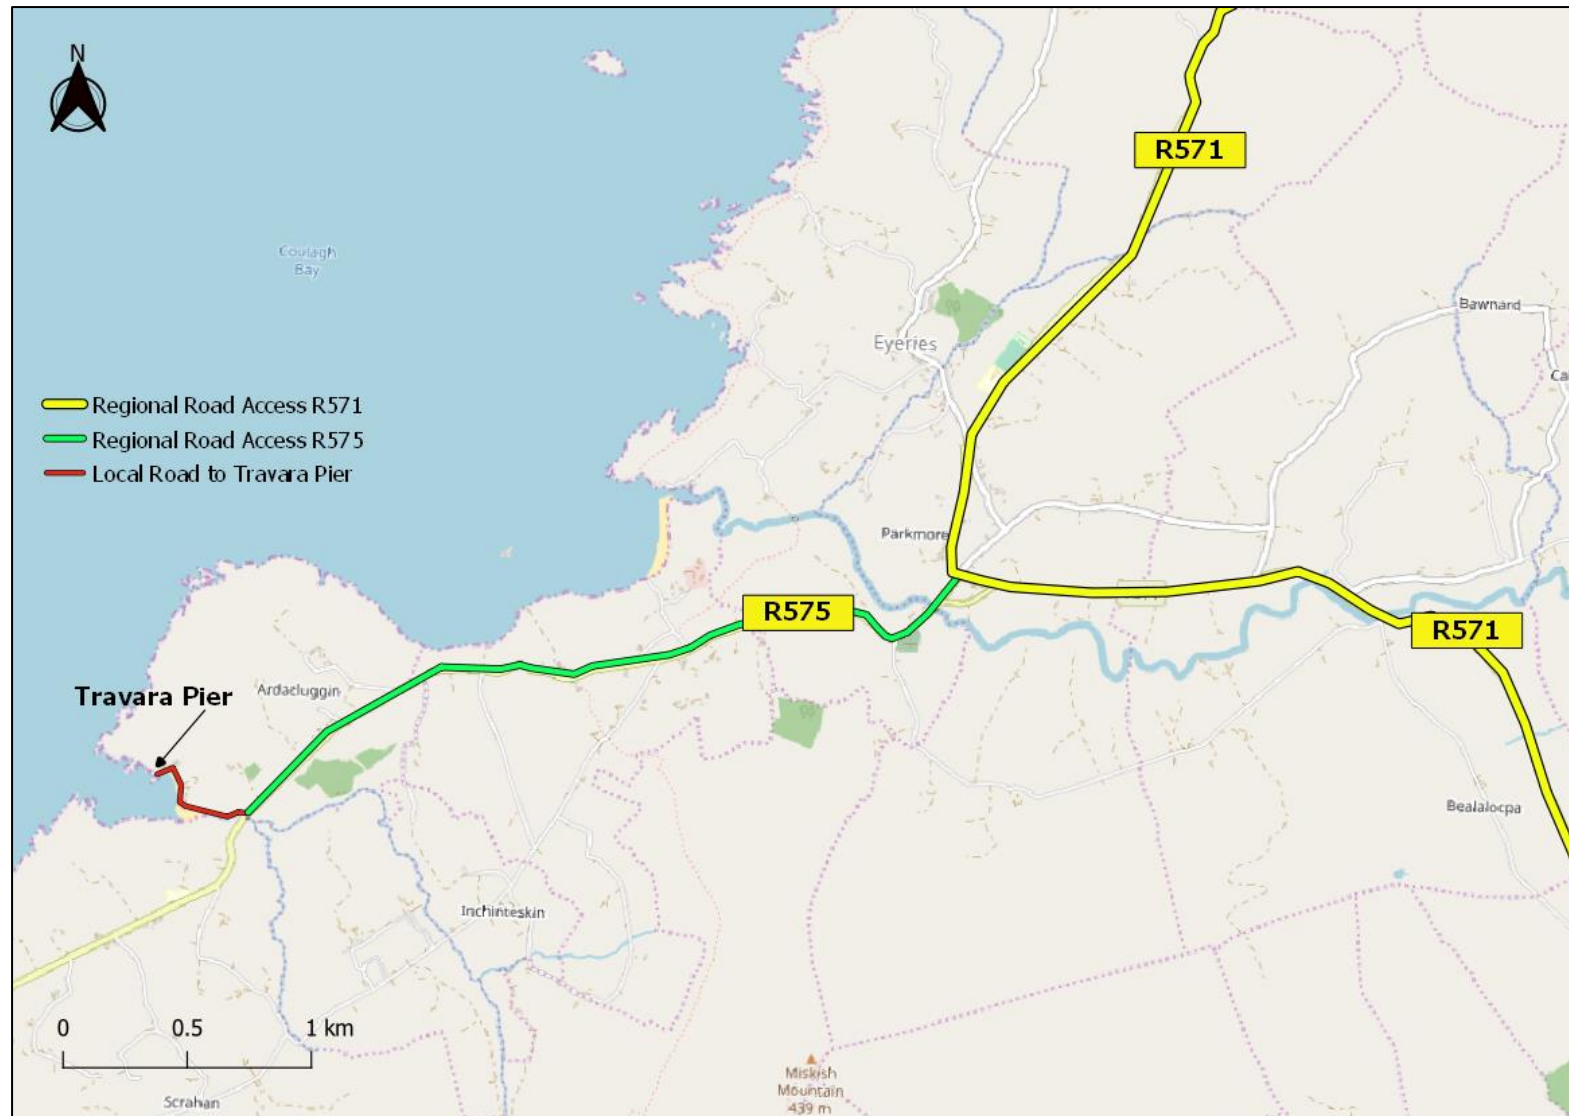 N
R571
Coulagh
Bay
Bawnard
Eyeries
Ca
Regional Road Access R571
Regional Road Access R575
Local Road to Travara Pier
Parkmore
R575
R571
Travara Pier
Ardacluggin
Bealalocpa
Inchinteskin
0 0.5 1 km
Miskish
Mountain
439 m
Scrahan